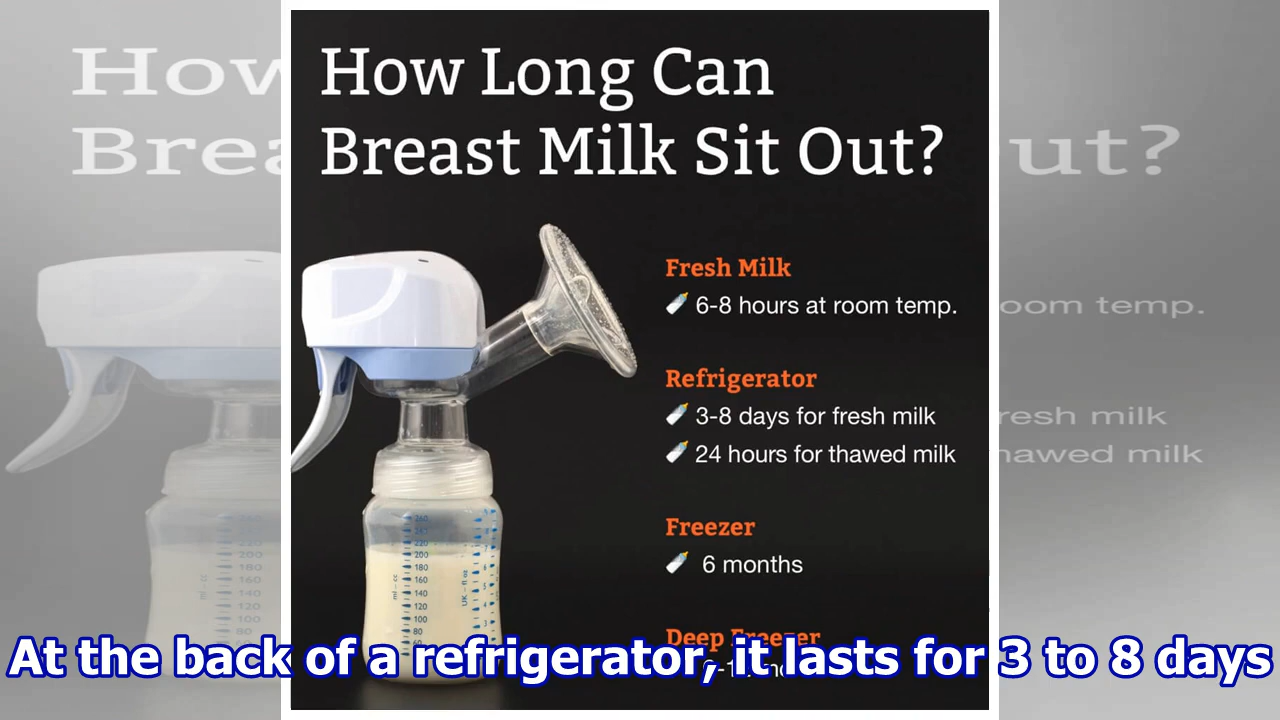 How Long Can
Breast Milk Sit Out?
Fresh Milk
6-8 hours at room temp.
Refrigerator
3-8 days for fresh milk
24 hours for thawed milk
Freezer
6 months
Deep Freezer
At the back of a refrigerator, it lasts for 3 to 8 days